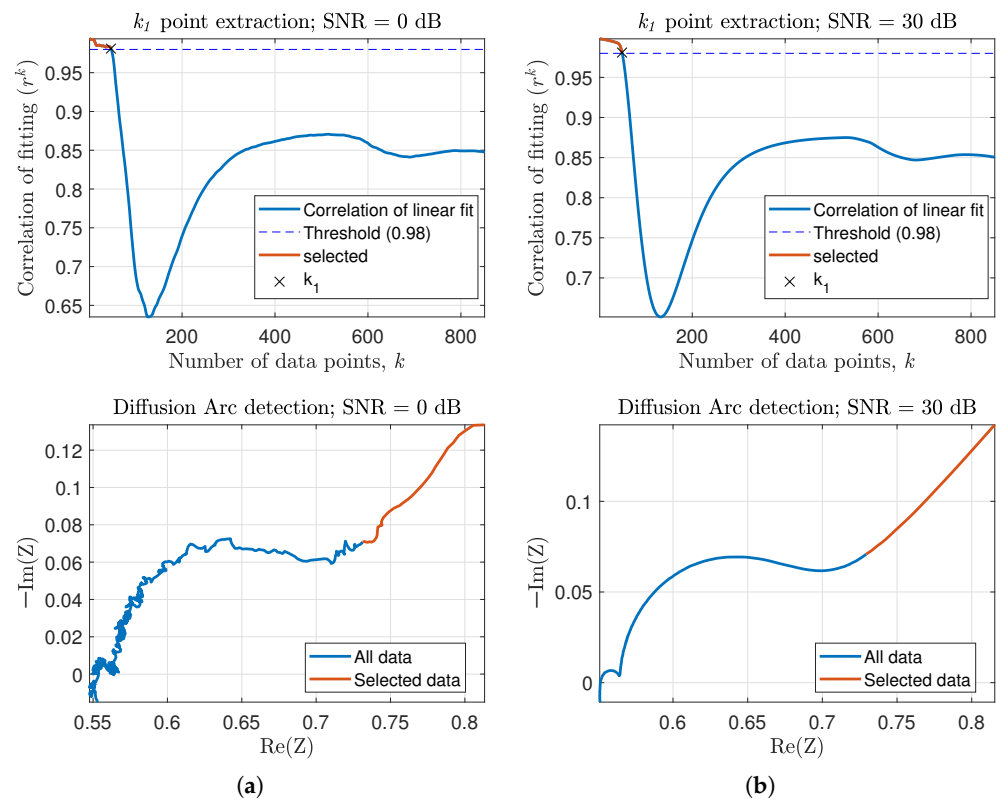 k1 point extraction; SNR = 0 dB
Correlation of fitting (r^k)
0.95
0.9
0.85
0.8
0.75
0.7
0.65
Correlation of linear fit
Threshold (0.98)
selected
k1
200 400 600 800
Number of data points, k
k1 point extraction; SNR = 30 dB
Correlation of fitting (r^k)
0.95
0.9
0.85
0.8
0.75
0.7
Correlation of linear fit
Threshold (0.98)
selected
k1
200 400 600 800
Number of data points, k
Diffusion Arc detection; SNR = 0 dB
−Im(Z)
0.12
0.1
0.08
0.06
0.04
0.02
0
All data
Selected data
0.55 0.6 0.65 0.7 0.75 0.8
Re(Z)
(a)
Diffusion Arc detection; SNR = 30 dB
−Im(Z)
0.1
0.05
0
All data
Selected data
0.6 0.7 0.8
Re(Z)
(b)